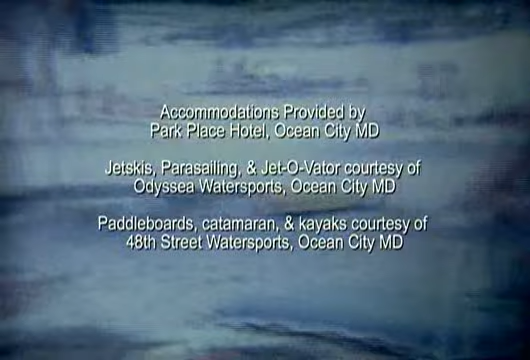 Accommodations Provided by
Park Place Hotel, Ocean City MD
Jetskis, Parasailing, & Jet-O-Vator courtesy of
Odyssea Watersports, Ocean City MD
Paddleboards, catamaran, & kayaks courtesy of
48th Street Watersports, Ocean City MD